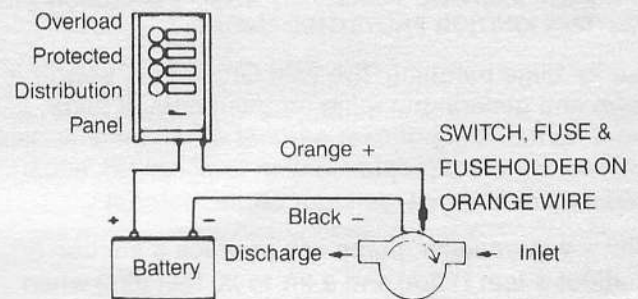 Overload
Protected
Distribution
Panel
Orange +
SWITCH, FUSE &
FUSEHOLDER ON
ORANGE WIRE
+
–
Black –
Battery
Discharge
Inlet